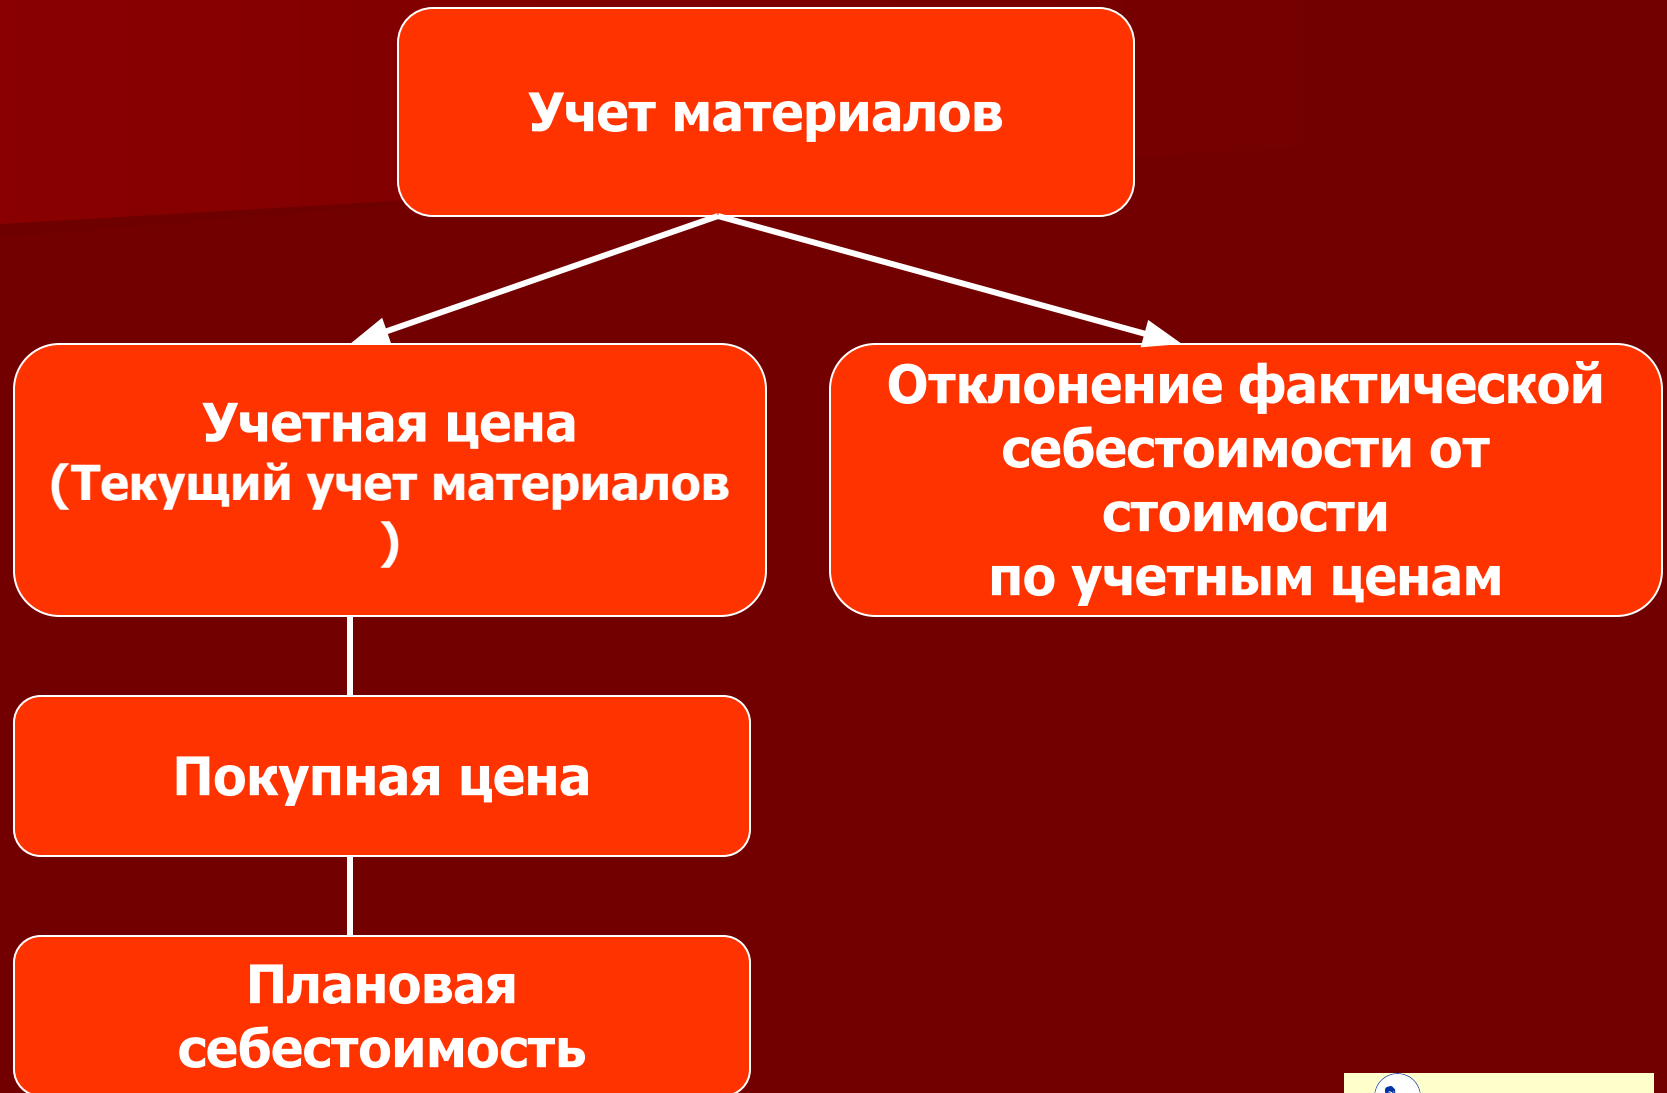 Учет материалов
Учетная цена
(Текущий учет материалов
)
Отклонение фактической
себестоимости от
стоимости
по учетным ценам
Покупная цена
Плановая
себестоимость